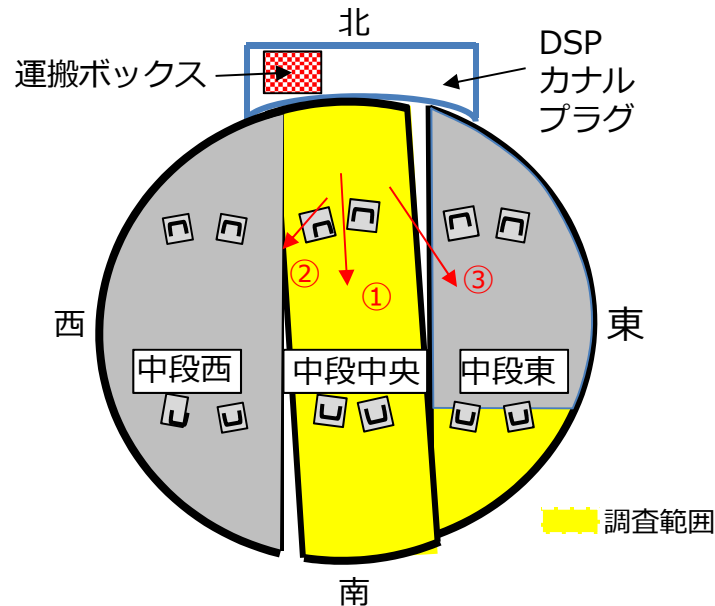 北
運搬ボックス
DSP
カナル
プラグ
②
①
③
西
東
中段西
中段中央
中段東
調査範囲
南